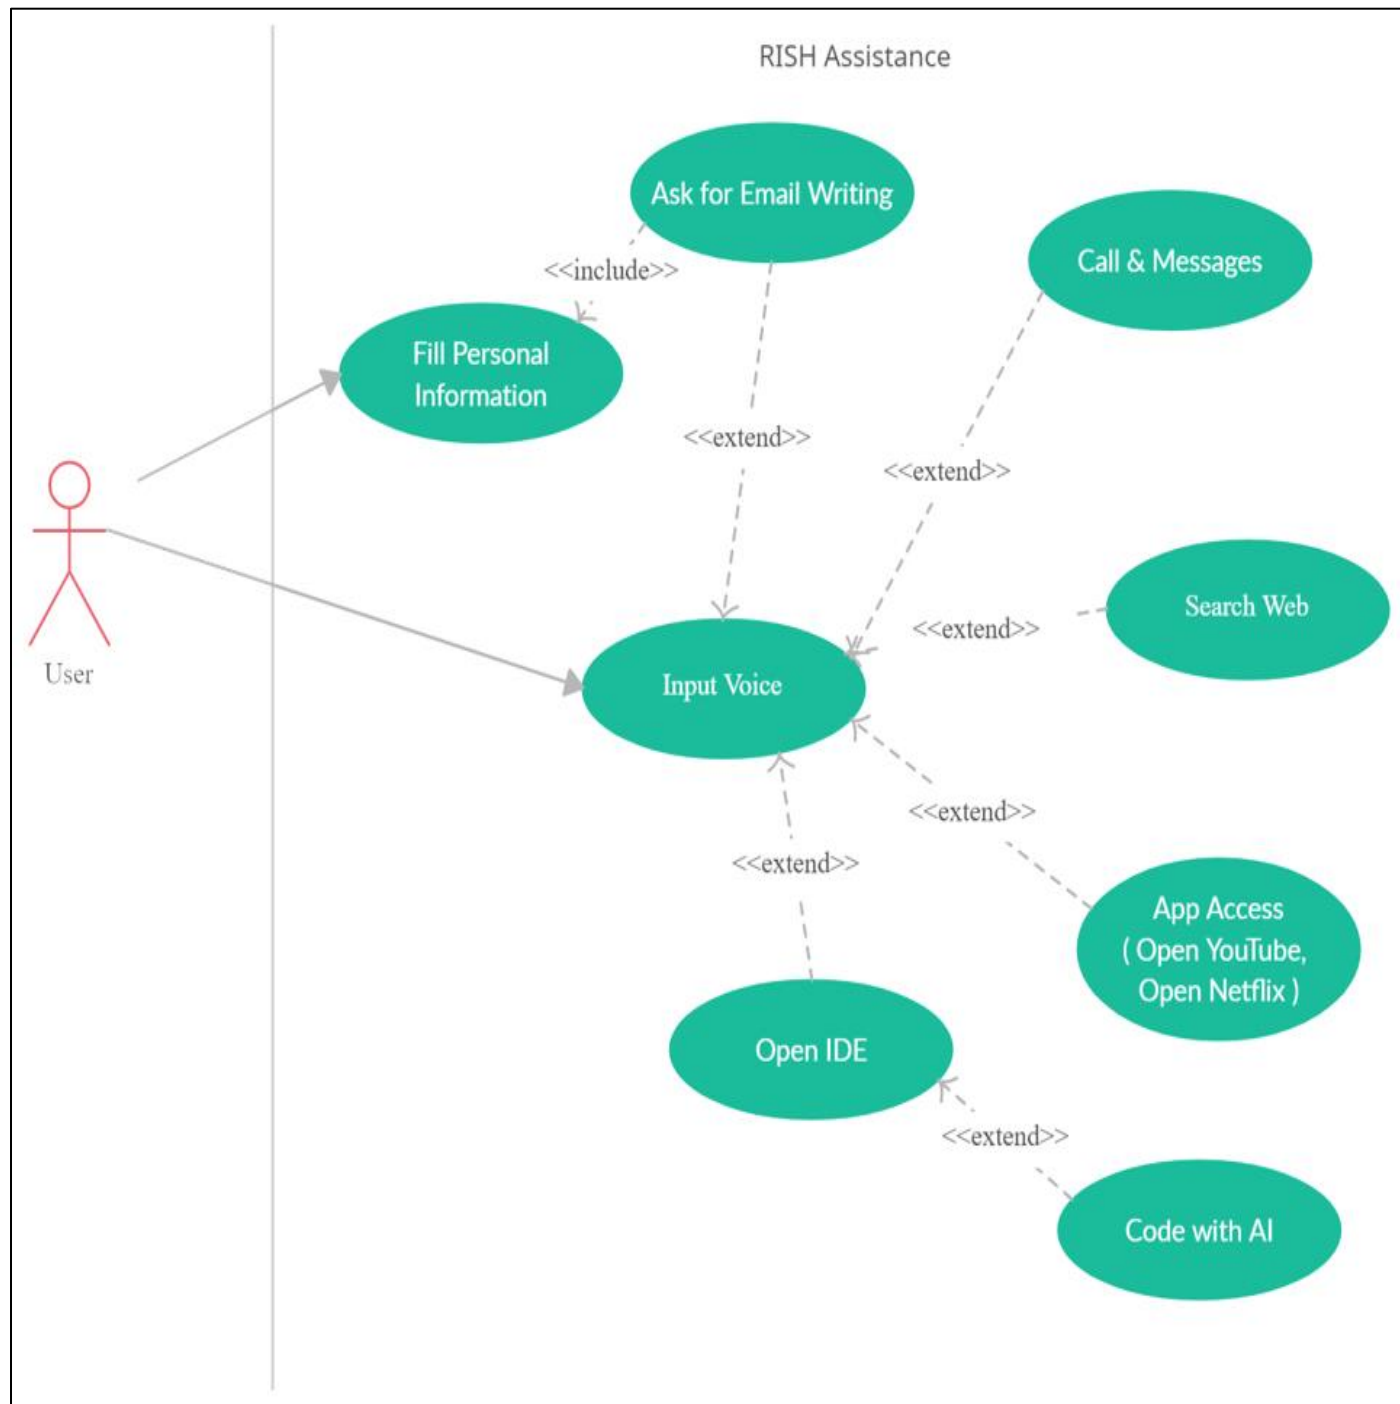 RISH Assistance
Ask for Email Writing
Call & Messages
<<include>>
Fill Personal
Information
<<extend>>
<<extend>>
Search Web
<<extend>>
User
Input Voice
<<extend>>
<<extend>>
App Access
( Open YouTube,
Open Netflix )
Open IDE
<<extend>>
Code with AI